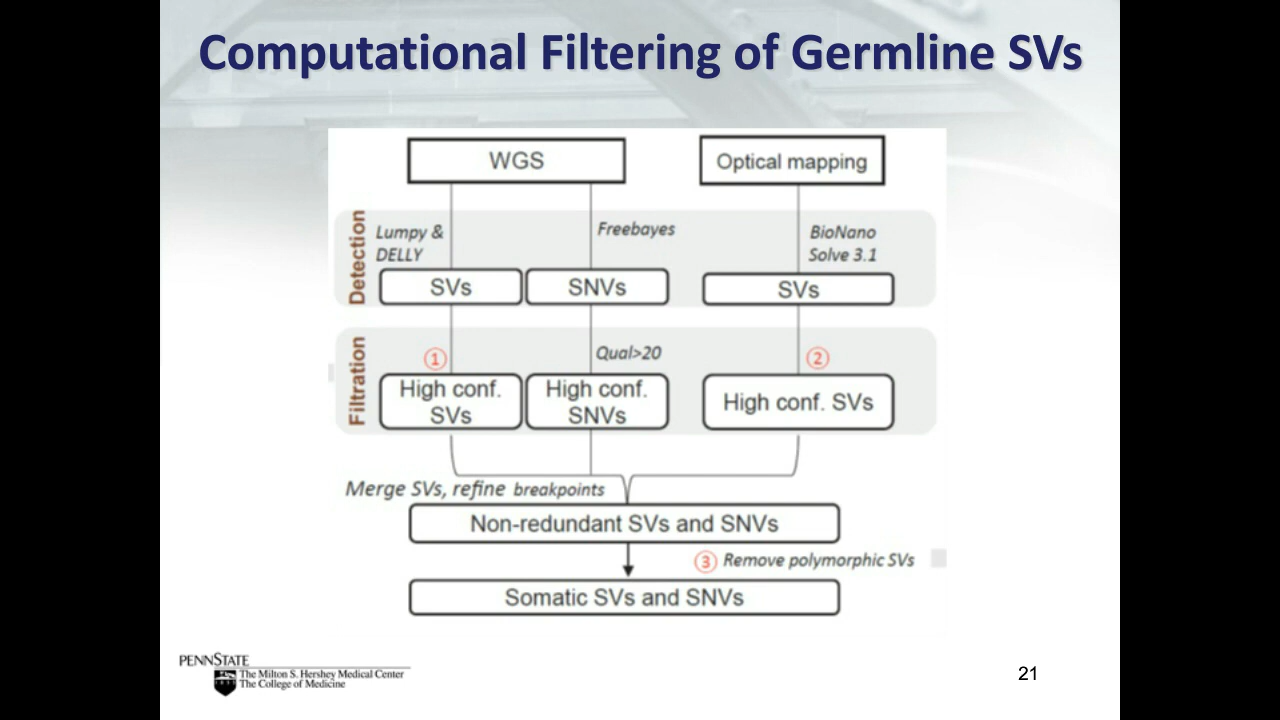 Computational Filtering of Germline SVs
WGS
Optical mapping
Detection
Lumpy &
DELLY
Freebayes
BioNano
Solve 3.1
SVs
SNVs
SVs
Filtration
①
Qual>20
②
High conf.
SVs
High conf.
SNVs
High conf. SVs
Merge SVs, refine breakpoints
Non-redundant SVs and SNVs
③ Remove polymorphic SVs
Somatic SVs and SNVs
PENNSTATE
The Milton S. Hershey Medical Center
The College of Medicine
21